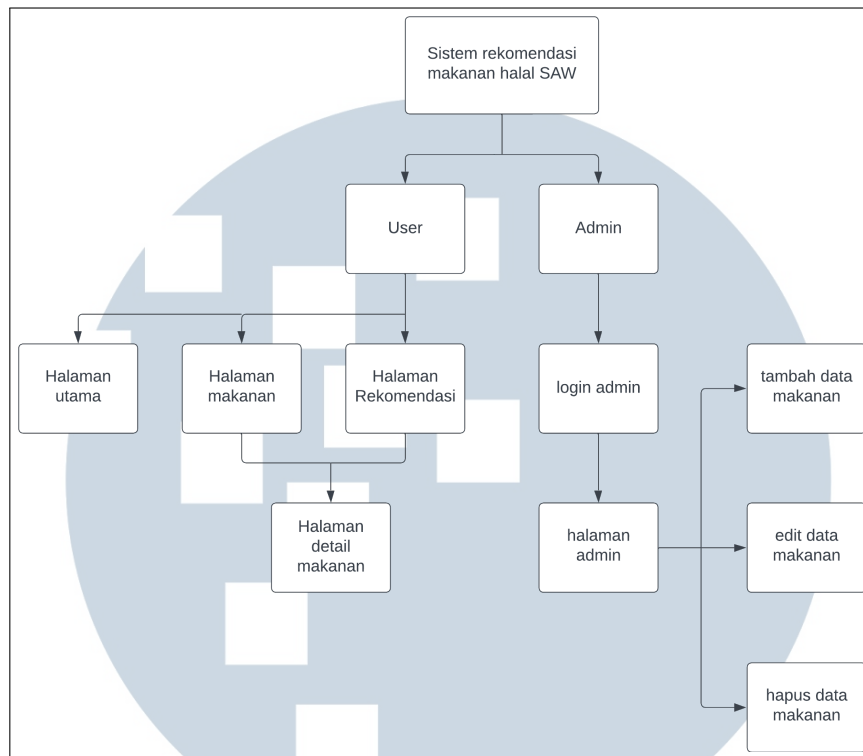 Sistem rekomendasi
makanan halal SAW
User
Admin
Halaman
utama
Halaman
makanan
Halaman
Rekomendasi
login admin
tambah data
makanan
Halaman
detail
makanan
halaman
admin
edit data
makanan
hapus data
makanan